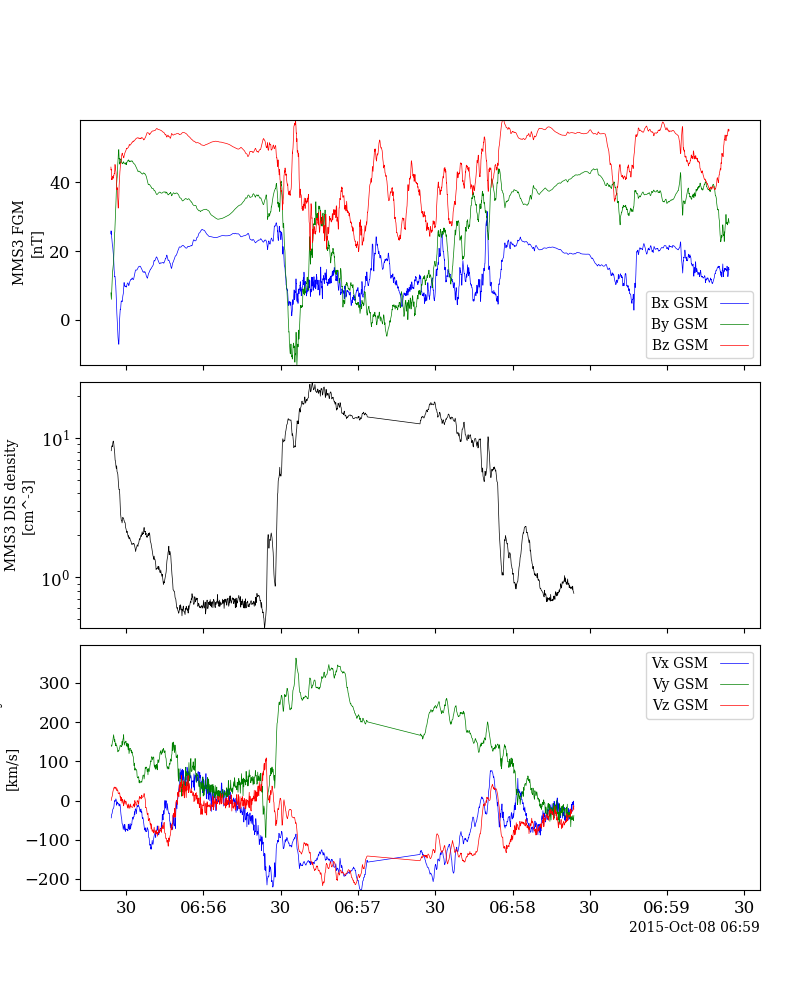 MMS3 FGM
[nT]
40
20
0
Bx GSM
By GSM
Bz GSM
MMS3 DIS density
[cm^-3]
10^1
10^0
[km/s]
300
200
100
0
−100
−200
Vx GSM
Vy GSM
Vz GSM
30 06:56 30 06:57 30 06:58 30 06:59 30
2015-Oct-08 06:59